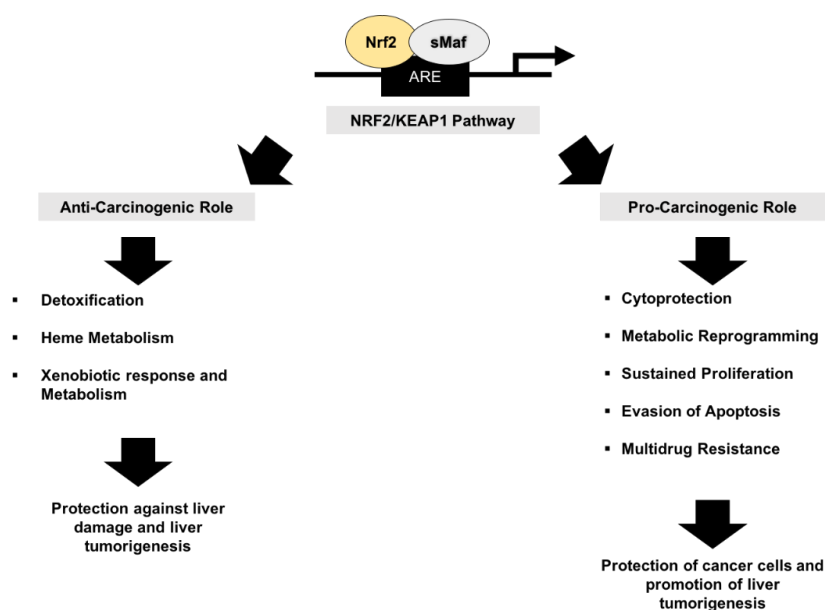 Nrf2
sMaf
ARE
NRF2/KEAP1 Pathway
Anti-Carcinogenic Role
▪ Detoxification
▪ Heme Metabolism
▪ Xenobiotic response and
Metabolism
Protection against liver
damage and liver
tumorigenesis
Pro-Carcinogenic Role
▪ Cytoprotection
▪ Metabolic Reprogramming
▪ Sustained Proliferation
▪ Evasion of Apoptosis
▪ Multidrug Resistance
Protection of cancer cells and
promotion of liver
tumorigenesis